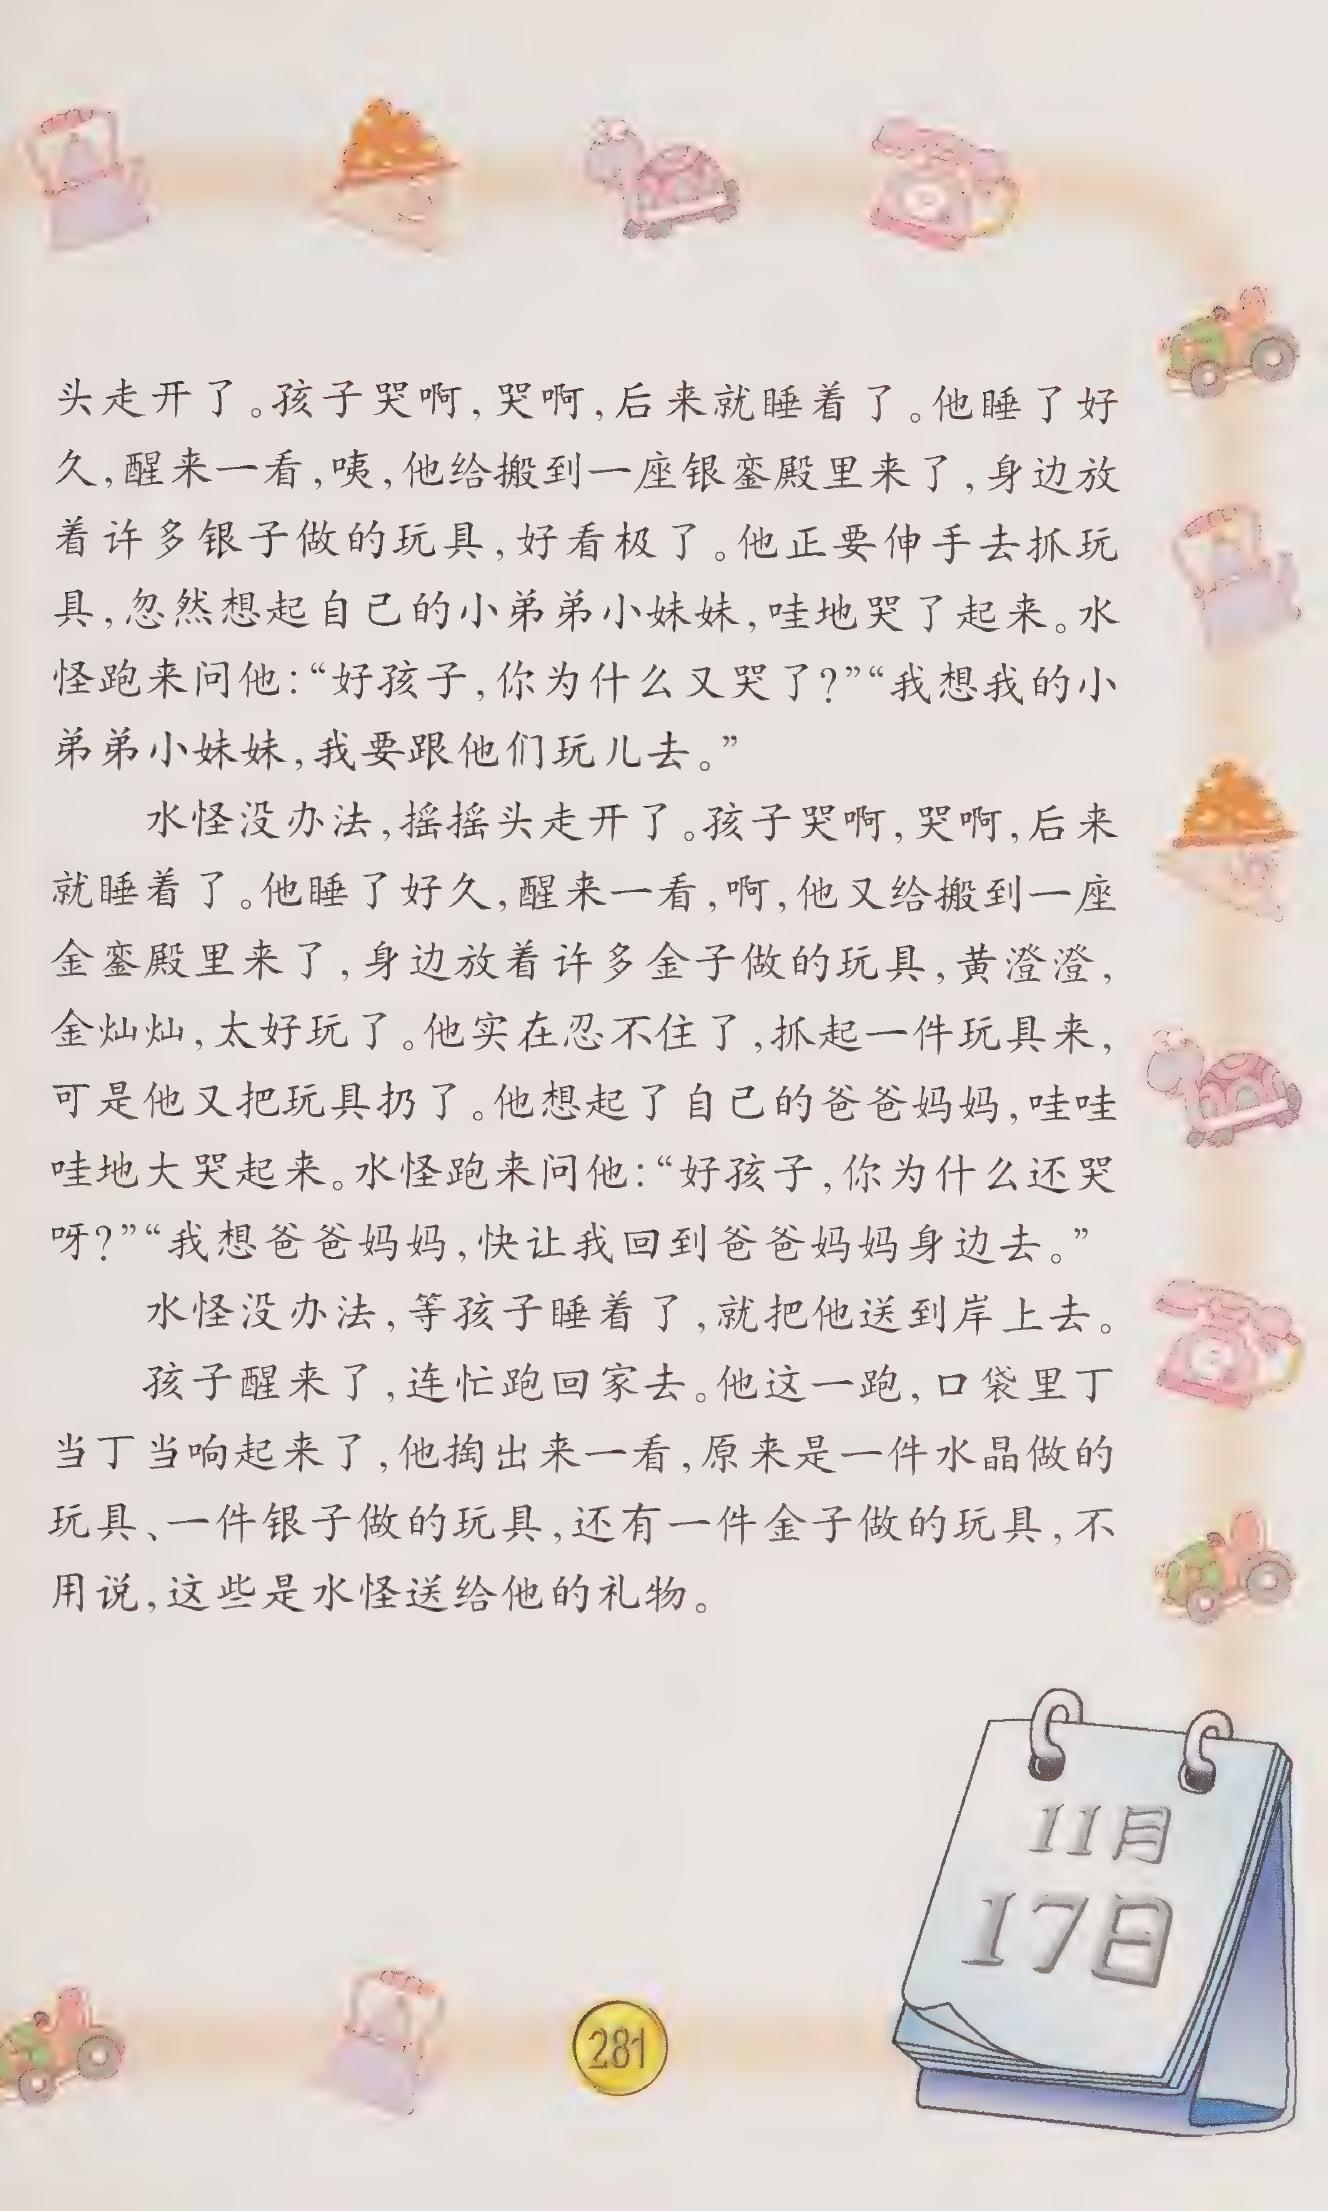 头走开了。孩子哭啊，哭啊，后来就睡着了。他睡了好
久，醒来一看，咦，他给搬到一座银銮殿里来了，身边放
着许多银子做的玩具，好看极了。他正要伸手去抓玩
具，忽然想起自己的小弟弟小妹妹，哇地哭了起来。水
怪跑来问他：“好孩子，你为什么又哭了？”“我想我的小
弟弟小妹妹，我要跟他们玩儿去。”
水怪没办法，摇摇头走开了。孩子哭啊，哭啊，后来
就睡着了。他睡了好久，醒来一看，啊，他又给搬到一座
金銮殿里来了，身边放着许多金子做的玩具，黄澄澄，
金灿灿，太好玩了。他实在忍不住了，抓起一件玩具来，
可是他又把玩具扔了。他想起了自己的爸爸妈妈，哇哇
哇地大哭起来。水怪跑来问他：“好孩子，你为什么还哭
呀？”“我想爸爸妈妈，快让我回到爸爸妈妈身边去。”
水怪没办法，等孩子睡着了，就把他送到岸上去。
孩子醒来了，连忙跑回家去。他这一跑，口袋里丁
当丁当响起来了，他掏出来一看，原来是一件水晶做的
玩具、一件银子做的玩具，还有一件金子做的玩具，不
用说，这些是水怪送给他的礼物。
11月
17日
281